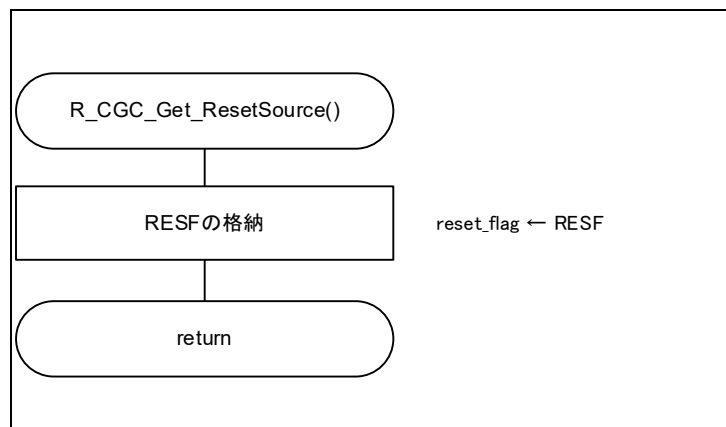 R_CGC_Get_ResetSource()
RESFの格納
reset_flag ← RESF
return